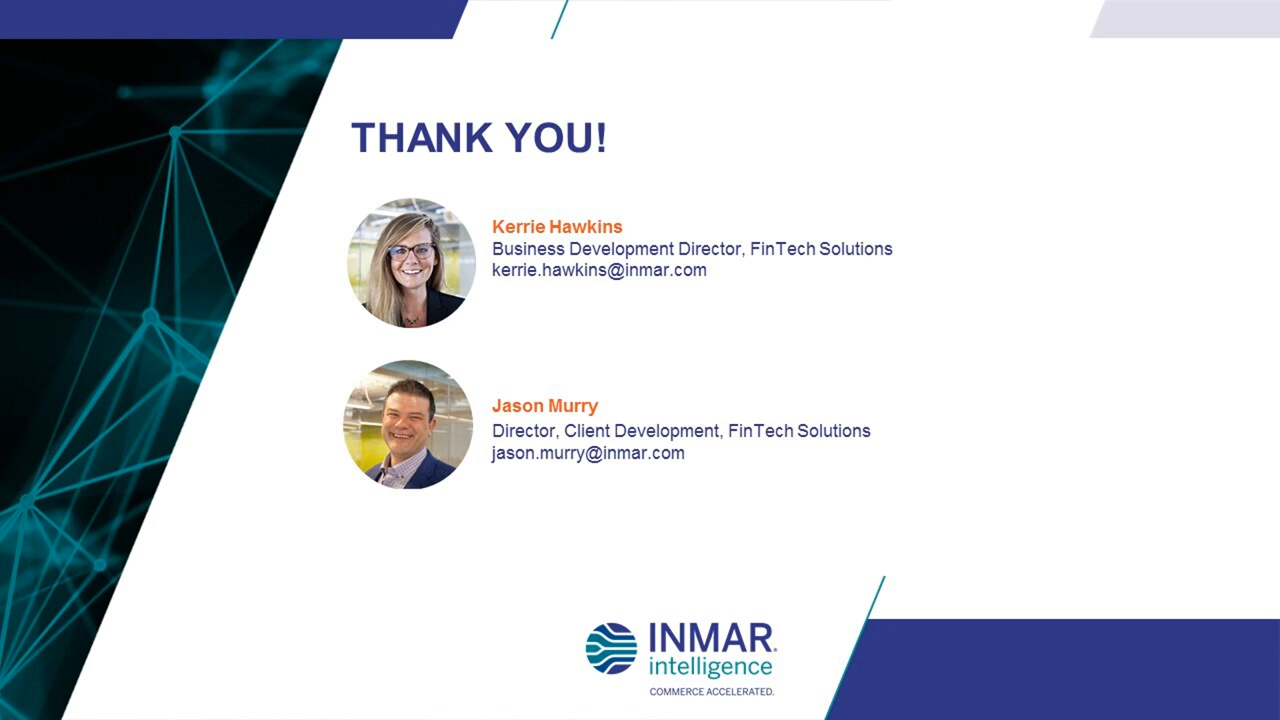 THANK YOU!
Kerrie Hawkins
Business Development Director, FinTech Solutions
kerrie.hawkins@inmar.com
Jason Murry
Director, Client Development, FinTech Solutions
jason.murry@inmar.com
INMAR®
intelligence
COMMERCE ACCELERATED.